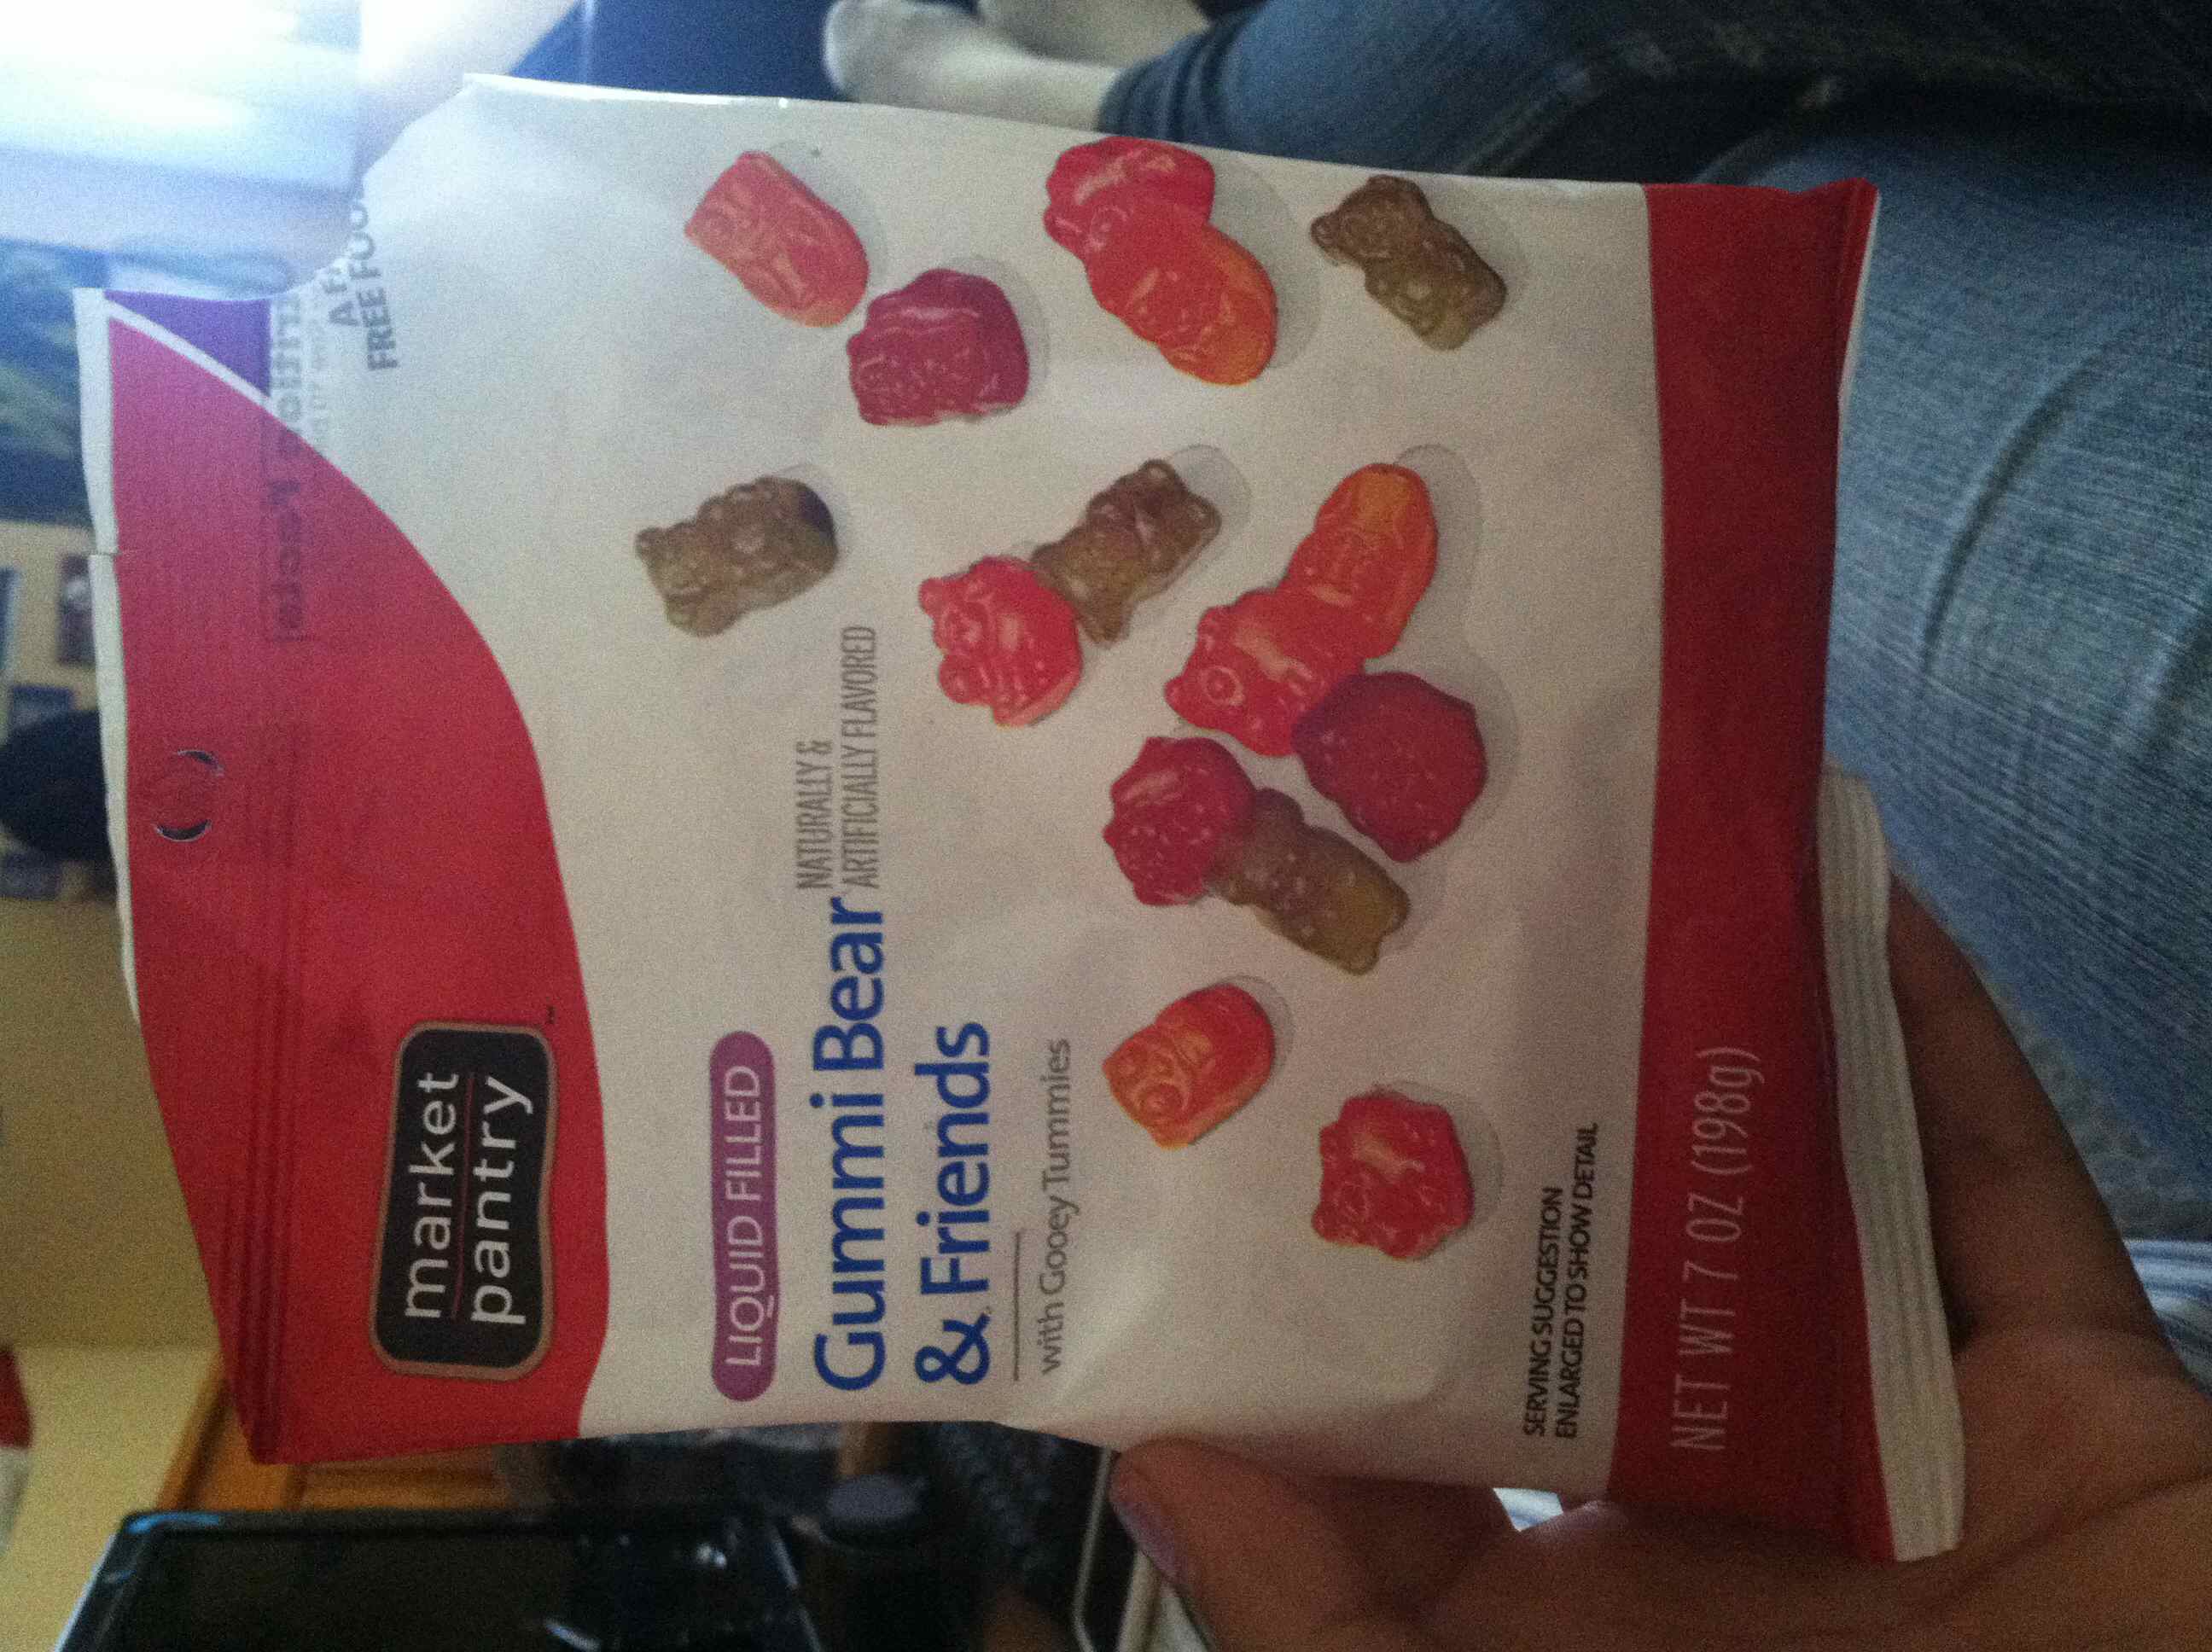 A
FREE
market
pantry
™
LIQUID FILLED
Gummi Bear
& Friends
NATURALLY &
ARTIFICIALLY FLAVORED
with Gooey Tummies
SERVING SUGGESTION
ENLARGED TO SHOW DETAIL
NET WT 7 OZ (198g)